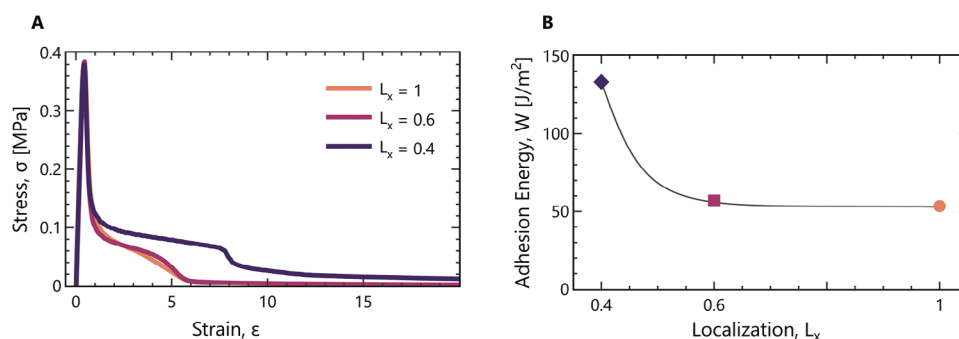 A
Stress, σ [MPa]
0.4
0.3
0.2
0.1
0
Lₓ = 1
Lₓ = 0.6
Lₓ = 0.4
0 5 10 15
Strain, ε
B
Adhesion Energy, W [J/m²]
150
100
50
0
0.4 0.6 1
Localization, Lₓ